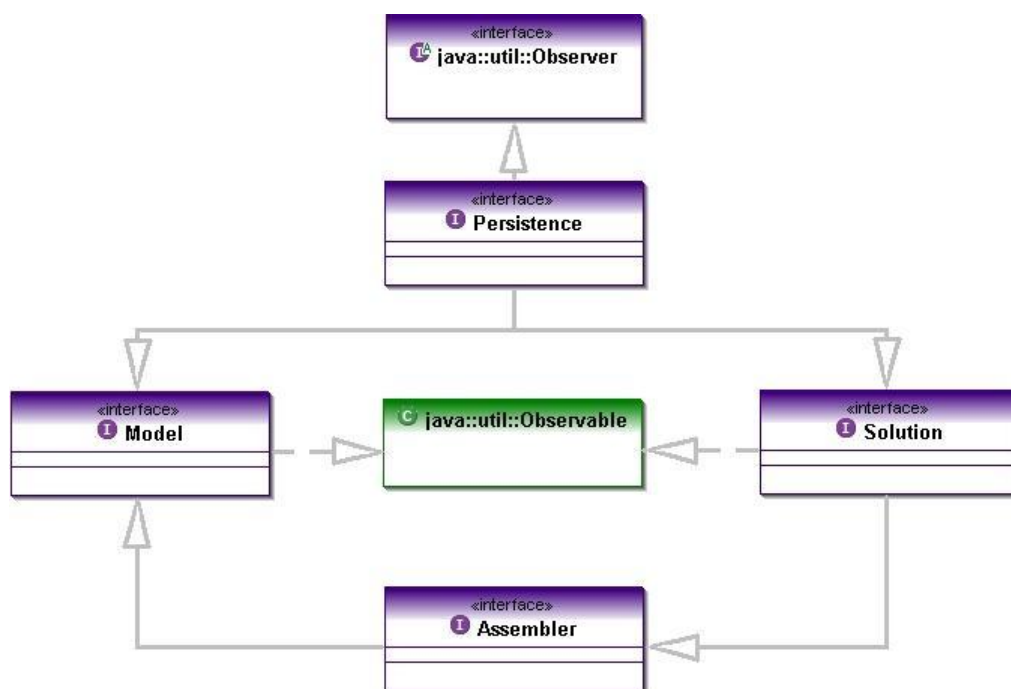 «interface»
java::util::Observer
«interface»
Persistence
«interface»
Model
java::util::Observable
«interface»
Solution
«interface»
Assembler